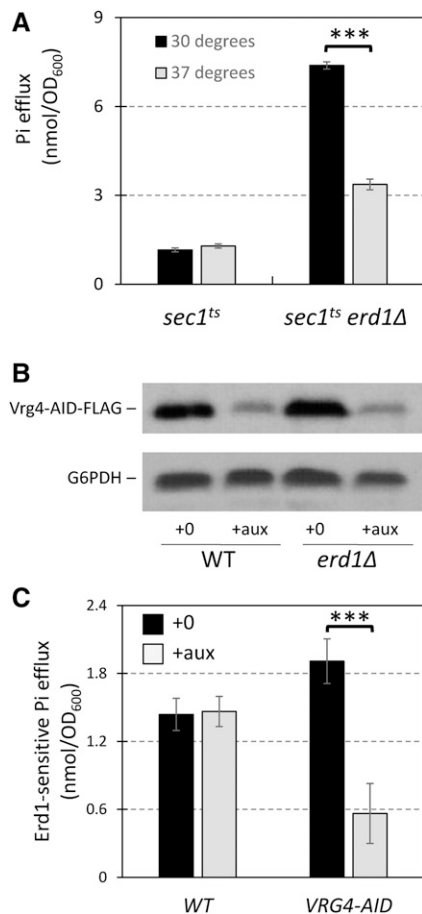 A
Pi efflux
(nmol/OD600)
9
6
3
0
30 degrees
37 degrees
***
sec1ts
sec1ts erd1Δ
B
Vrg4-AID-FLAG –
G6PDH –
+0 +aux +0 +aux
WT erd1Δ
C
Erd1-sensitive Pi efflux
(nmol/OD600)
2.4
1.8
1.2
0.6
0
+0
+aux
***
WT
VRG4-AID